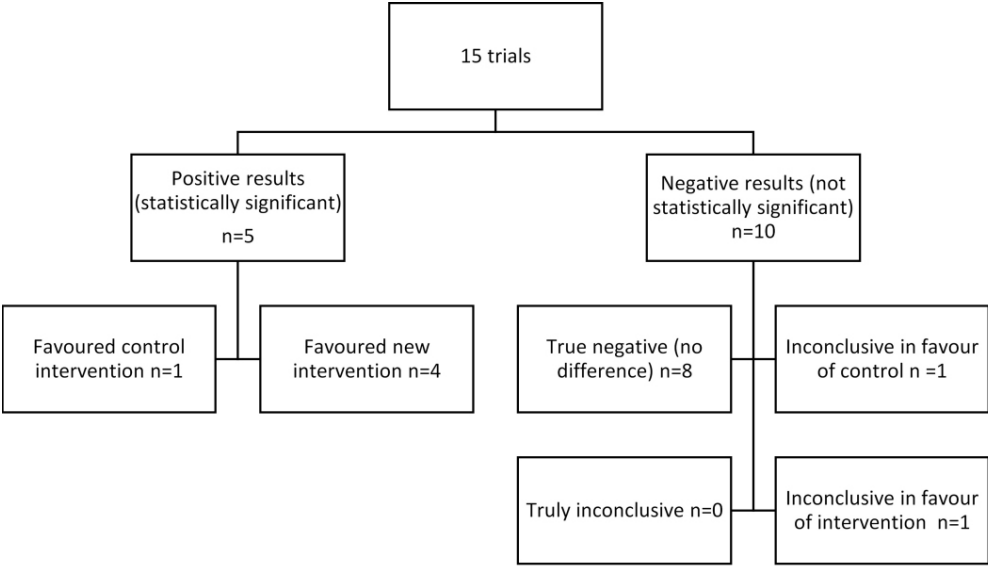 15 trials
Positive results
(statistically significant)
n=5
Negative results (not
statistically significant)
n=10
Favoured control
intervention n=1
Favoured new
intervention n=4
True negative (no
difference) n=8
Inconclusive in favour
of control n =1
Truly inconclusive n=0
Inconclusive in favour
of intervention  n=1